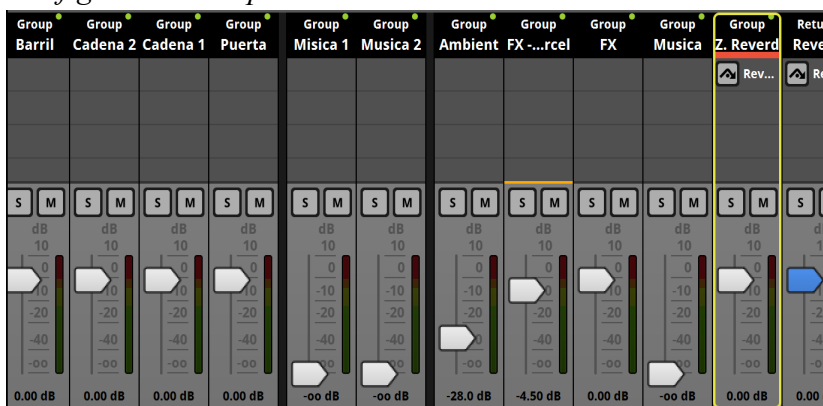 Group Group Group Group Group Group Group Group Group Group Group Retu
Barril Cadena 2 Cadena 1 Puerta Misica 1 Musica 2 Ambient FX -...rcel FX Musica Z. Reverd Reve
Rev... Re
S M S M S M S M S M S M S M S M S M S M S M S
dB dB dB dB dB dB dB dB dB dB dB d
10 10 10 10 10 10 10 10 10 10 10 1
0 0 0 0 0 0 0 0 0 0 0
-10 -10 -10 -10 -10 -10 -10 -10 -10 -10 -10
-20 -20 -20 -20 -20 -20 -20 -20 -20 -20 -20 -2
-40 -40 -40 -40 -40 -40 -40 -40 -40 -40 -40 -4
-oo -oo -oo -oo -oo -oo -oo -oo -oo -oo -oo -o
0.00 dB 0.00 dB 0.00 dB 0.00 dB -oo dB -oo dB -28.0 dB -4.50 dB 0.00 dB -oo dB 0.00 dB 0.00